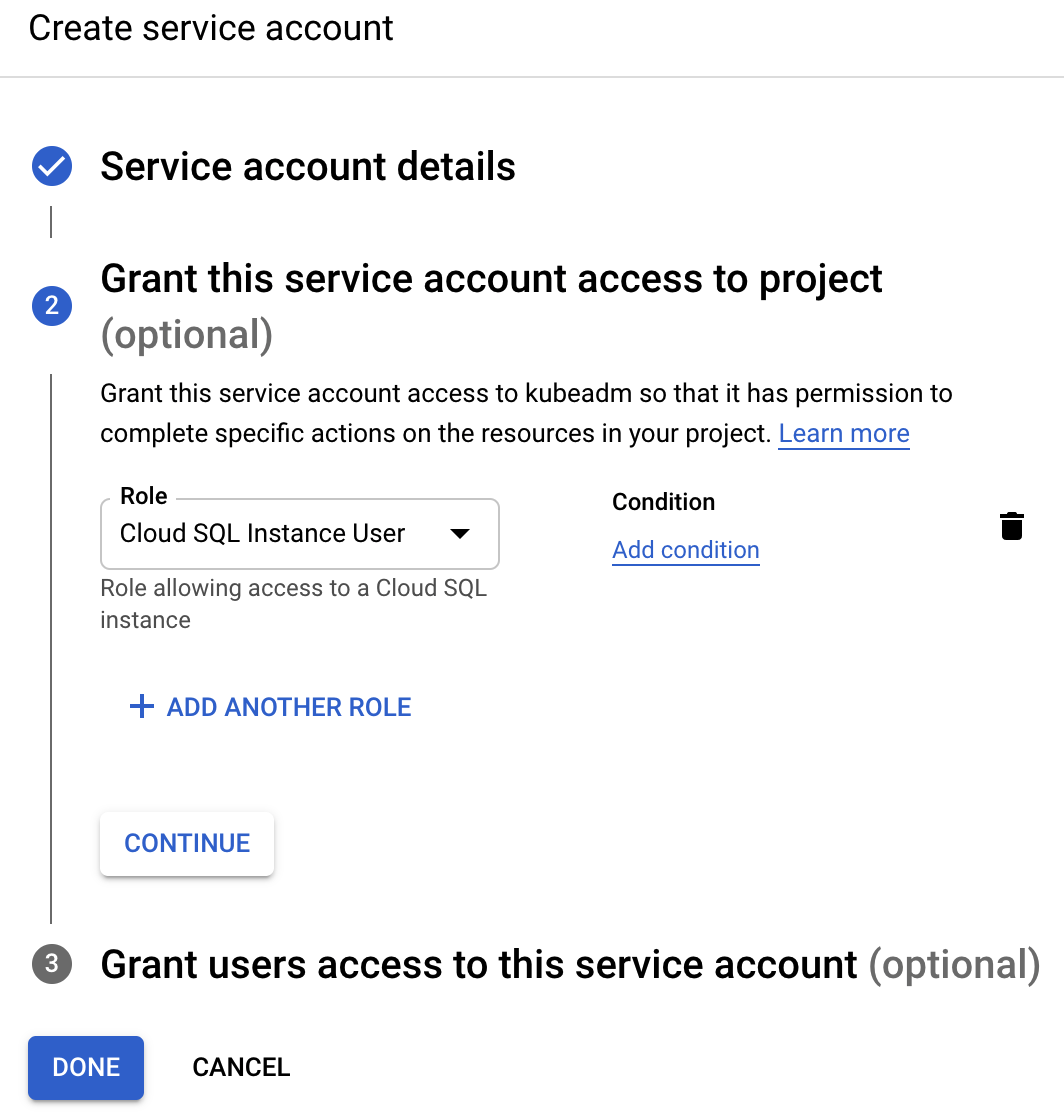 Create service account
Service account details
2
Grant this service account access to project
(optional)
Grant this service account access to kubeadm so that it has permission to
complete specific actions on the resources in your project. Learn more
Role
Cloud SQL Instance User
Condition
Add condition
Role allowing access to a Cloud SQL
instance
+ ADD ANOTHER ROLE
CONTINUE
3
Grant users access to this service account (optional)
DONE
CANCEL